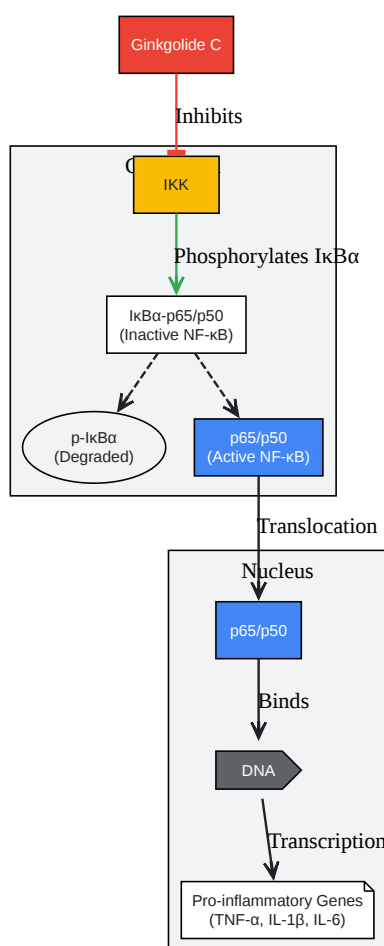 Ginkgolide C
Inhibits
IKK
Phosphorylates IκBα
IκBα-p65/p50
(Inactive NF-κB)
p-IκBα
(Degraded)
p65/p50
(Active NF-κB)
Translocation
Nucleus
p65/p50
Binds
DNA
Transcription
Pro-inflammatory Genes
(TNF-α, IL-1β, IL-6)